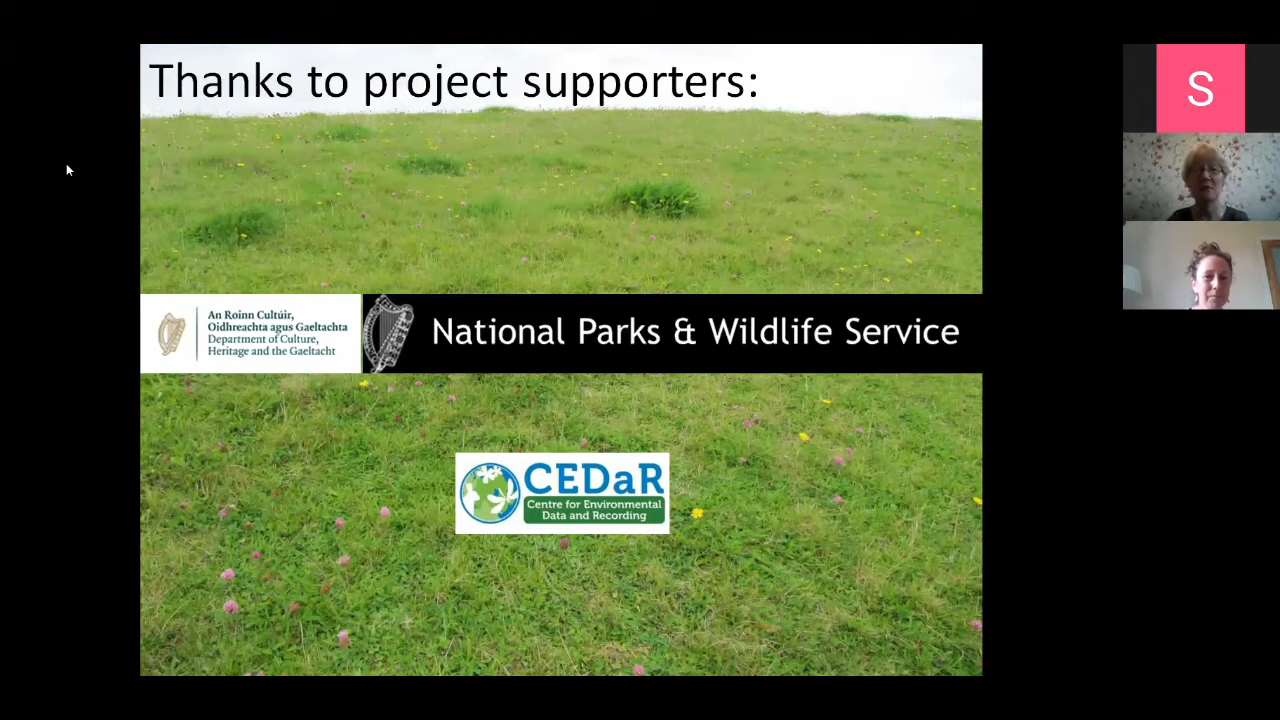 Thanks to project supporters:
S
An Roinn Cultúir,
Oidhreachta agus Gaeltachta
Department of Culture,
Heritage and the Gaeltacht
National Parks & Wildlife Service
CEDaR
Centre for Environmental
Data and Recording